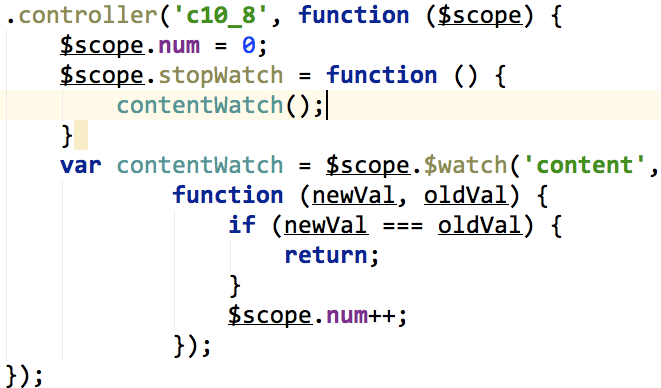 .controller('c10_8', function ($scope) {
    $scope.num = 0;
    $scope.stopWatch = function () {
        contentWatch();
    }
    var contentWatch = $scope.$watch('content',
            function (newVal, oldVal) {
                if (newVal === oldVal) {
                    return;
                }
                $scope.num++;
            });
});